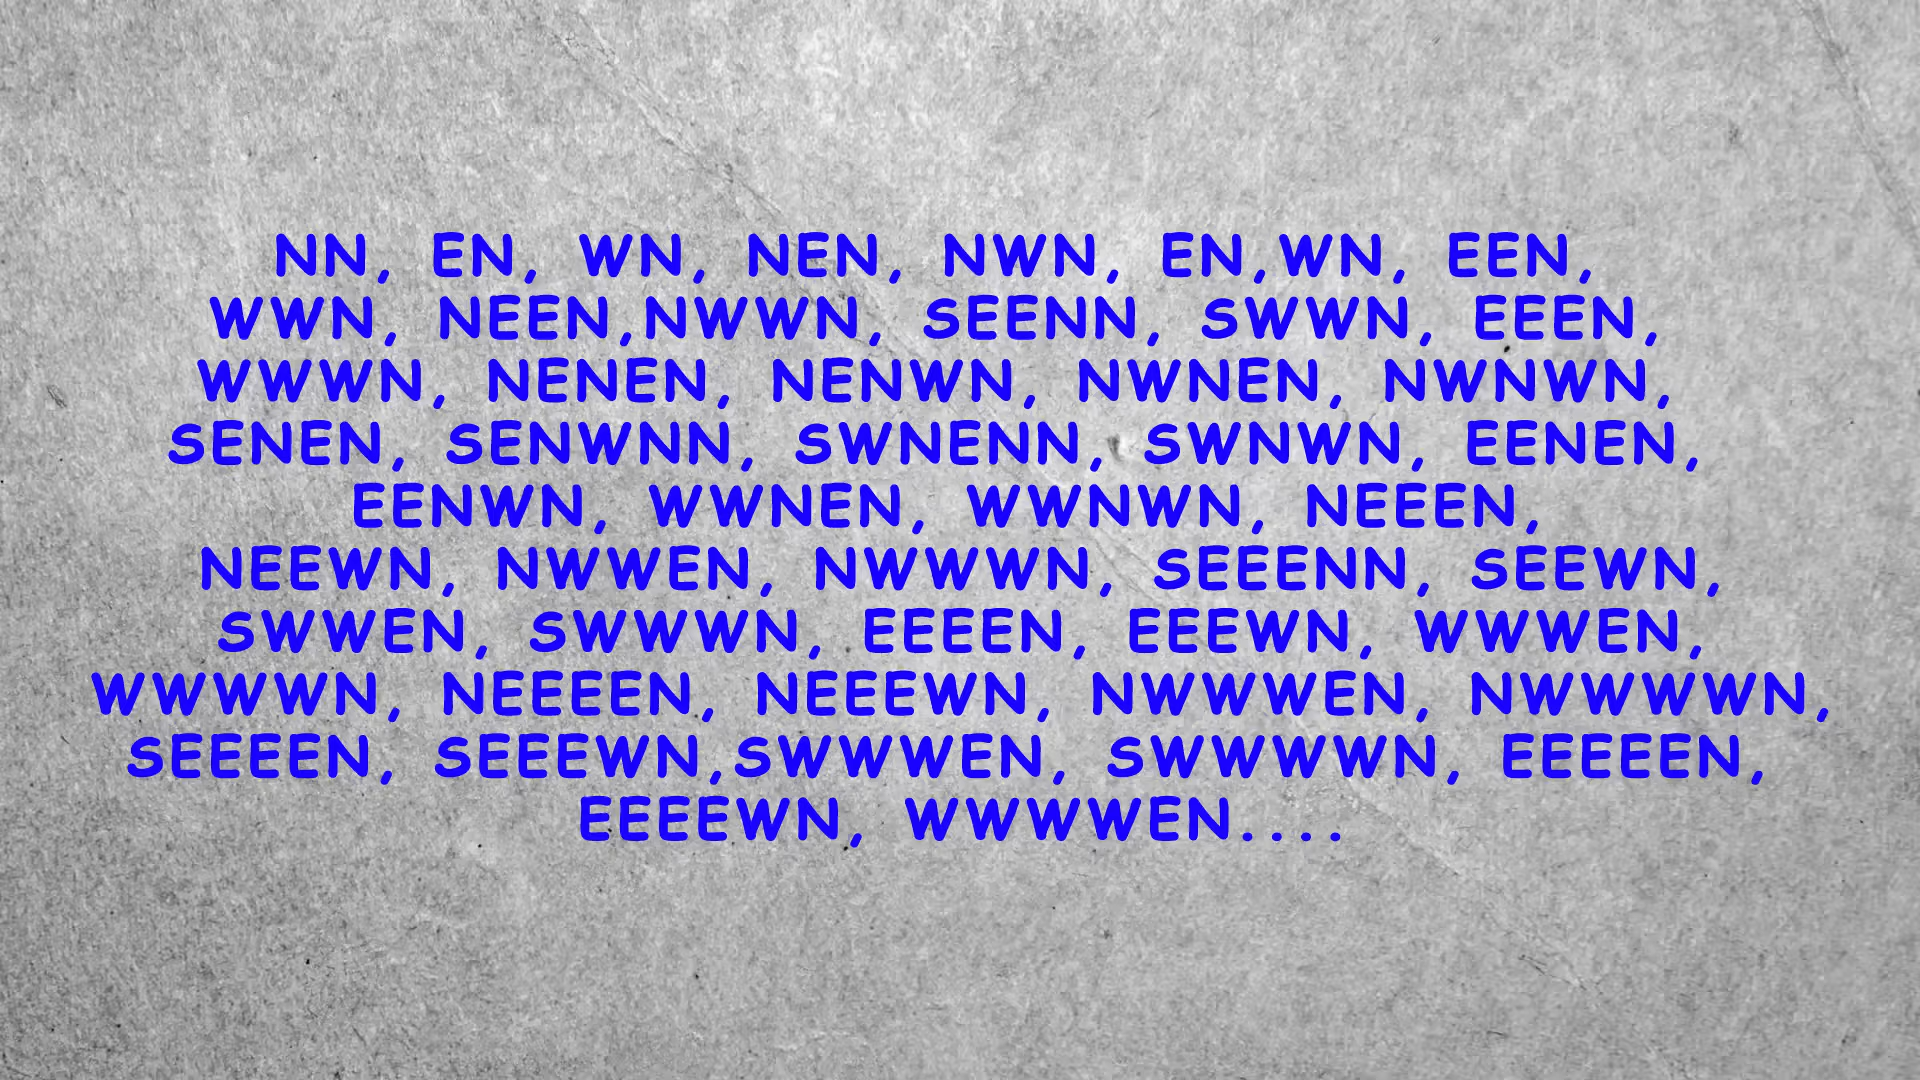 NN, EN, WN, NEN, NWN, EN,WN, EEN,
WWN, NEEN,NWWN, SEENN, SWWN, EEEN,
WWWN, NENEN, NENWN, NWNEN, NWNWN,
SENEN, SENWNN, SWNENN, SWNWN, EENEN,
EENWN, WWNEN, WWNWN, NEEEN,
NEEWN, NWWEN, NWWWN, SEEENN, SEEWN,
SWWEN, SWWWN, EEEEN, EEEWN, WWWEN,
WWWWN, NEEEEN, NEEEWN, NWWWEN, NWWWWN,
SEEEEN, SEEEWN,SWWWEN, SWWWWN, EEEEEN,
EEEEWN, WWWWEN....